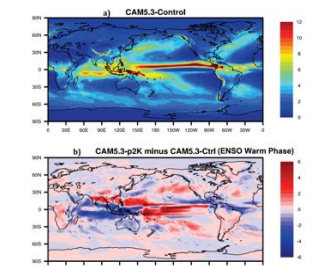 a) CAM5.3-Control
90N
60N
30N
0
30S
60S
90S
0 30E 60E 90E 120E 150E 180 150W 120W 90W 60W 30W 0
12
10
8
6
4
2
0
b) CAM5.3-p2K minus CAM5.3-Ctrl (ENSO Warm Phase)
90N
60N
30N
0
30S
60S
90S
6
4
2
0
-2
-4
-6